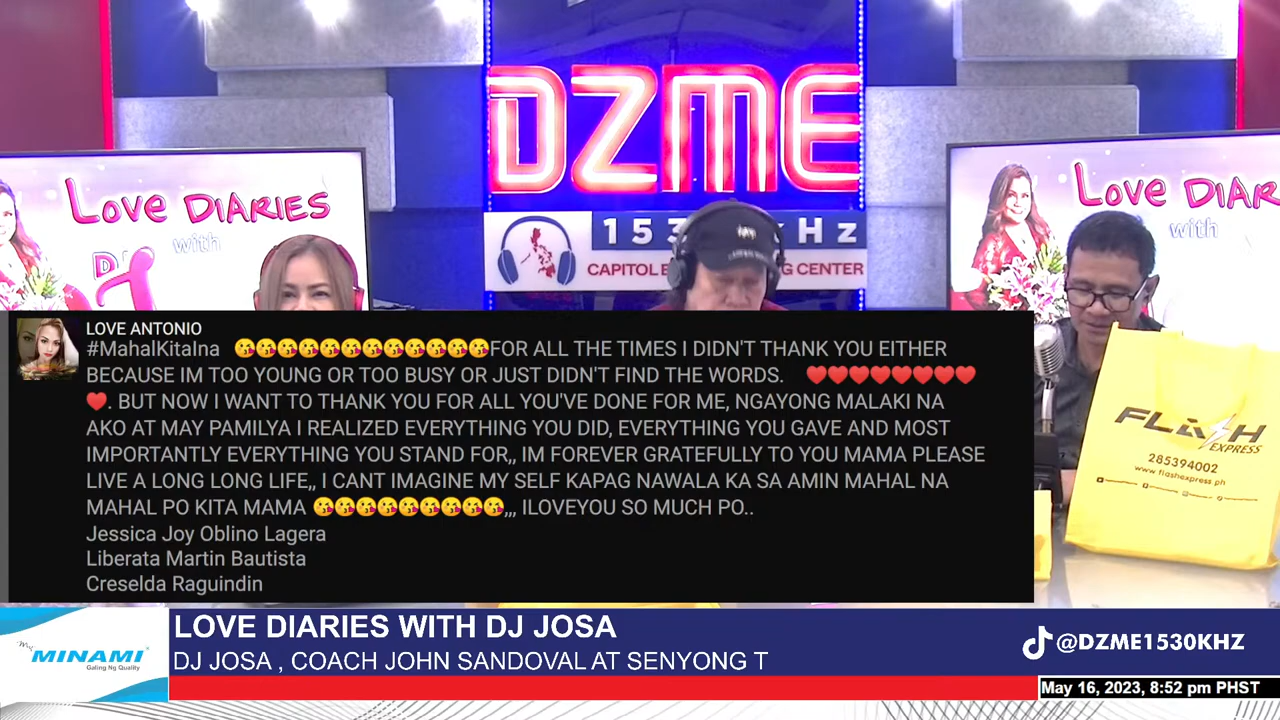 DZME
153 kHz
CAPITOL B G CENTER
Love DIARIES
with
DJ
Love DIAR
with
LOVE ANTONIO
#MahalKitaIna 😘😘😘😘😘😘😘😘😘😘😘😘FOR ALL THE TIMES I DIDN'T THANK YOU EITHER
BECAUSE IM TOO YOUNG OR TOO BUSY OR JUST DIDN'T FIND THE WORDS. ❤❤❤❤❤❤❤❤
❤. BUT NOW I WANT TO THANK YOU FOR ALL YOU'VE DONE FOR ME, NGAYONG MALAKI NA
AKO AT MAY PAMILYA I REALIZED EVERYTHING YOU DID, EVERYTHING YOU GAVE AND MOST
IMPORTANTLY EVERYTHING YOU STAND FOR,, IFOREVER GRATEFULLY TO YOU MAMA PLEASE
LIVE A LONG LONG LIFE,, I CANT IMAGINE MY SELF KAPAG NAWALA KA SA AMIN MAHAL NA
MAHAL PO KITA MAMA 😘😘😘😘😘😘😘😘😘,,, ILOVEYOU SO MUCH PO..
Jessica Joy Oblino Lagera
Liberata Martin Bautista
Creselda Raguindin
FLASH
EXPRESS
285394002
www.flashexpress.ph
My MINAMI
Galing Ng Quality
LOVE DIARIES WITH DJ JOSA
DJ JOSA , COACH JOHN SANDOVAL AT SENYONG T
@DZME1530KHZ
May 16, 2023, 8:52 pm PHST